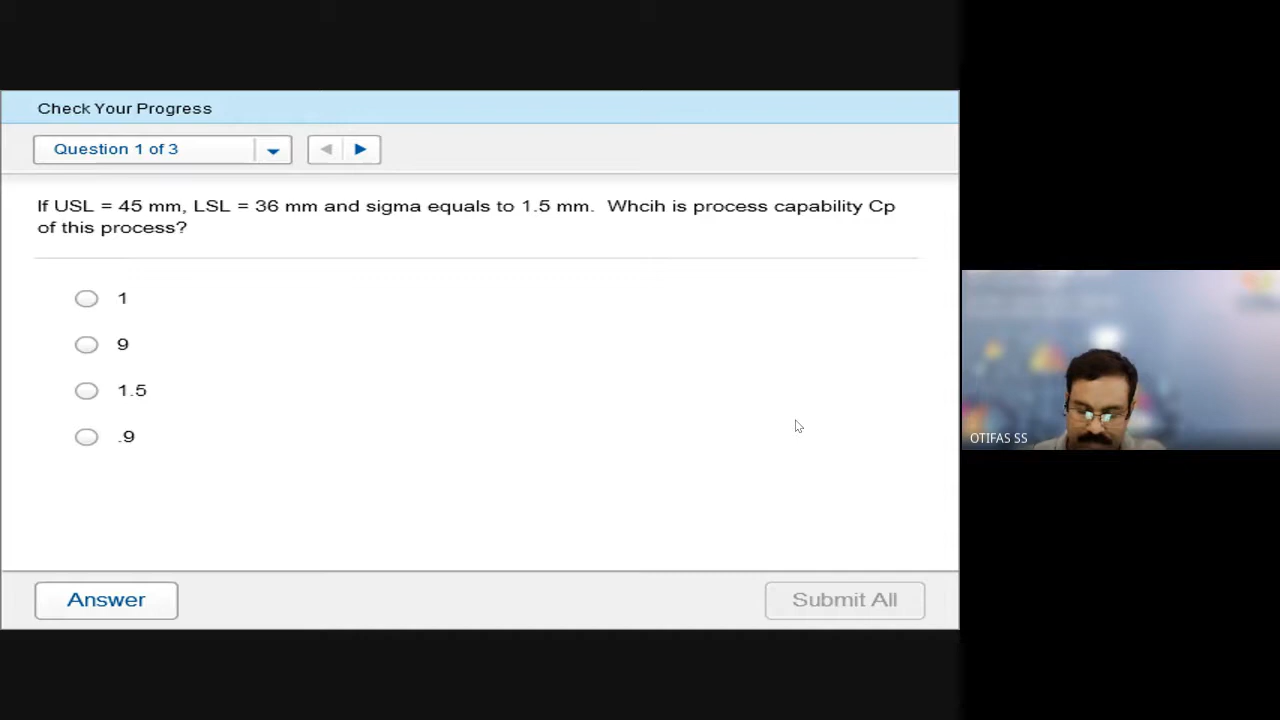 Check Your Progress
Question 1 of 3
If USL = 45 mm, LSL = 36 mm and sigma equals to 1.5 mm. Whcih is process capability Cp
of this process?
1
9
1.5
.9
OTIFAS SS
Answer
Submit All